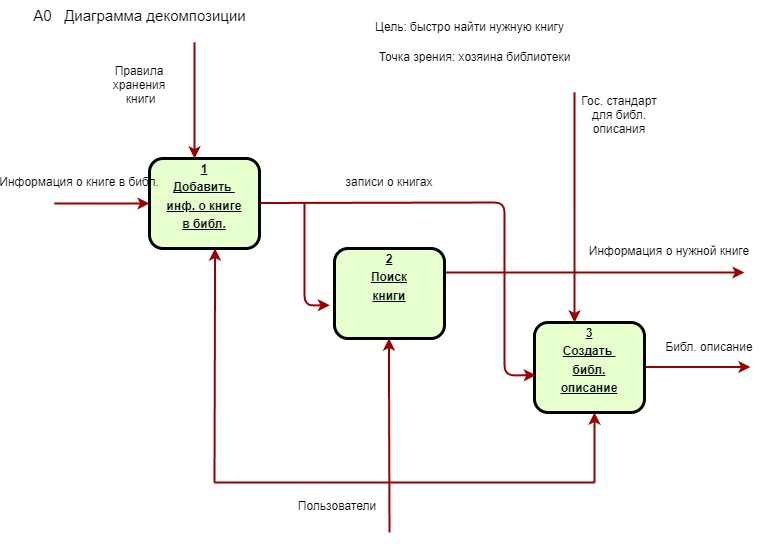 А0 Диаграмма декомпозиции
Цель: быстро найти нужную книгу
Точка зрения: хозяина библиотеки
Правила
хранения
книги
Гос. стандарт
для библ.
описания
Информация о книге в библ.
1
Добавить
инф. о книге
в библ.
записи о книгах
2
Поиск
книги
Информация о нужной книге
3
Создать
библ.
описание
Библ. описание
Пользователи